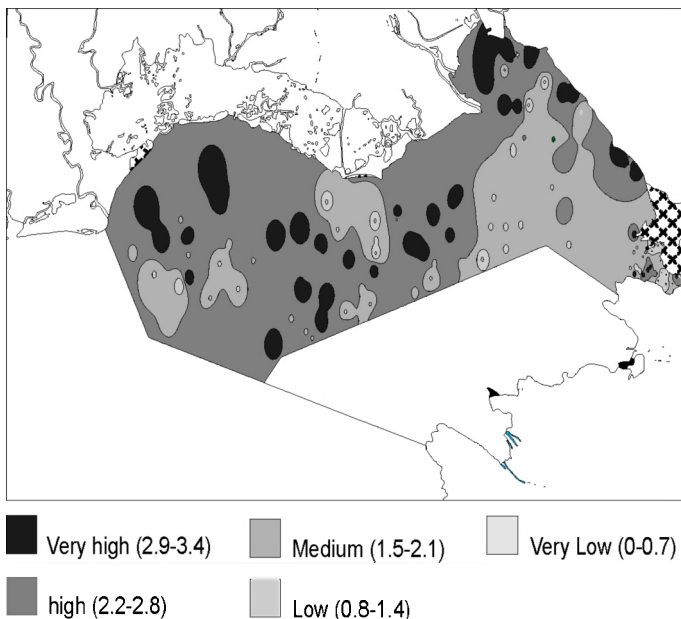 Very high (2.9-3.4)
Medium (1.5-2.1)
Very Low (0-0.7)
high (2.2-2.8)
Low (0.8-1.4)